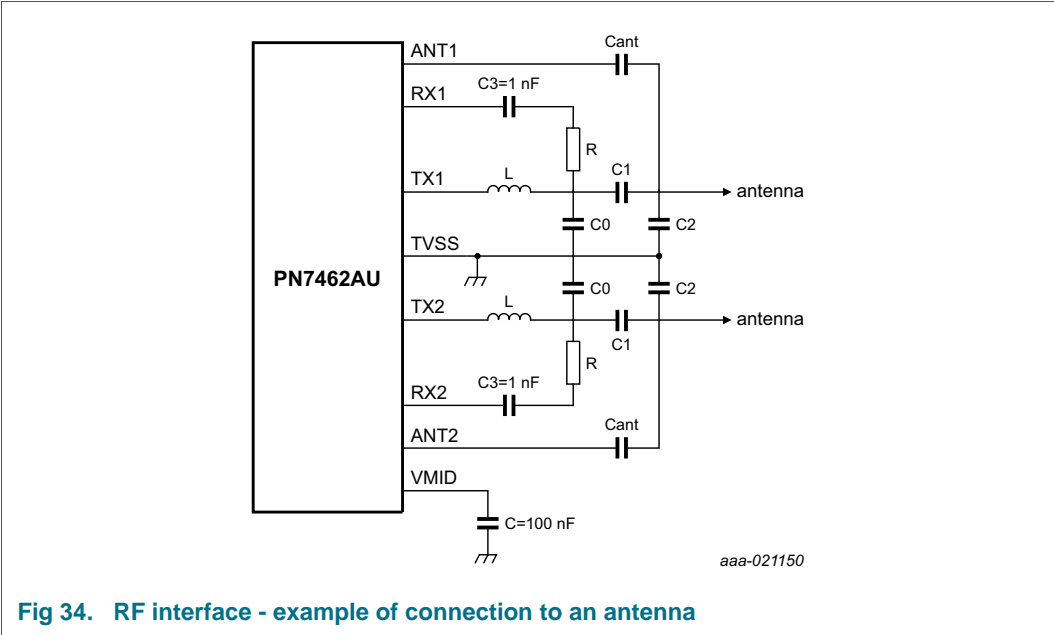 Cant
ANT1
C3=1 nF
RX1
R
C1
L
TX1
antenna
C0
C2
TVSS
PN7462AU
C0
C2
L
TX2
antenna
C1
R
C3=1 nF
RX2
Cant
ANT2
VMID
C=100 nF
aaa-021150
Fig 34. RF interface - example of connection to an antenna